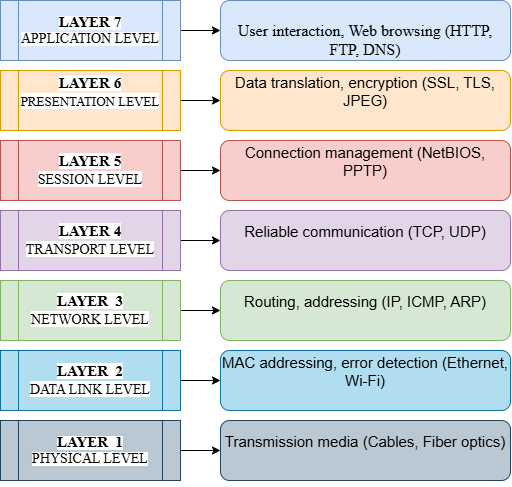 LAYER 7
APPLICATION LEVEL
User interaction, Web browsing (HTTP,
FTP, DNS)
LAYER 6
PRESENTATION LEVEL
Data translation, encryption (SSL, TLS,
JPEG)
LAYER 5
SESSION LEVEL
Connection management (NetBIOS,
PPTP)
LAYER 4
TRANSPORT LEVEL
Reliable communication (TCP, UDP)
LAYER 3
NETWORK LEVEL
Routing, addressing (IP, ICMP, ARP)
LAYER 2
DATA LINK LEVEL
MAC addressing, error detection (Ethernet,
Wi-Fi)
LAYER 1
PHYSICAL LEVEL
Transmission media (Cables, Fiber optics)